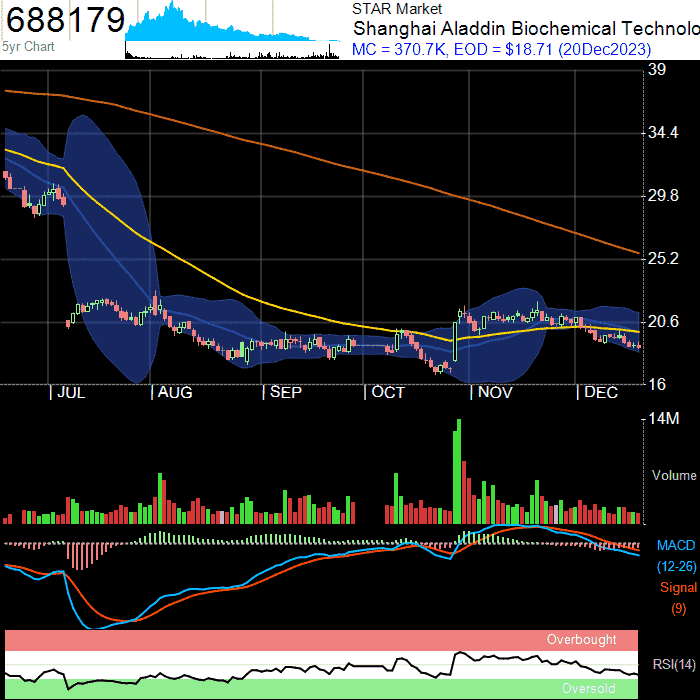 688179
5yr Chart
STAR Market
Shanghai Aladdin Biochemical Technolo
MC = 370.7K, EOD = $18.71 (20Dec2023)
39
34.4
29.8
25.2
20.6
16
JUL AUG SEP OCT NOV DEC
14M
Volume
MACD
(12-26)
Signal
(9)
Overbought
RSI(14)
Oversold